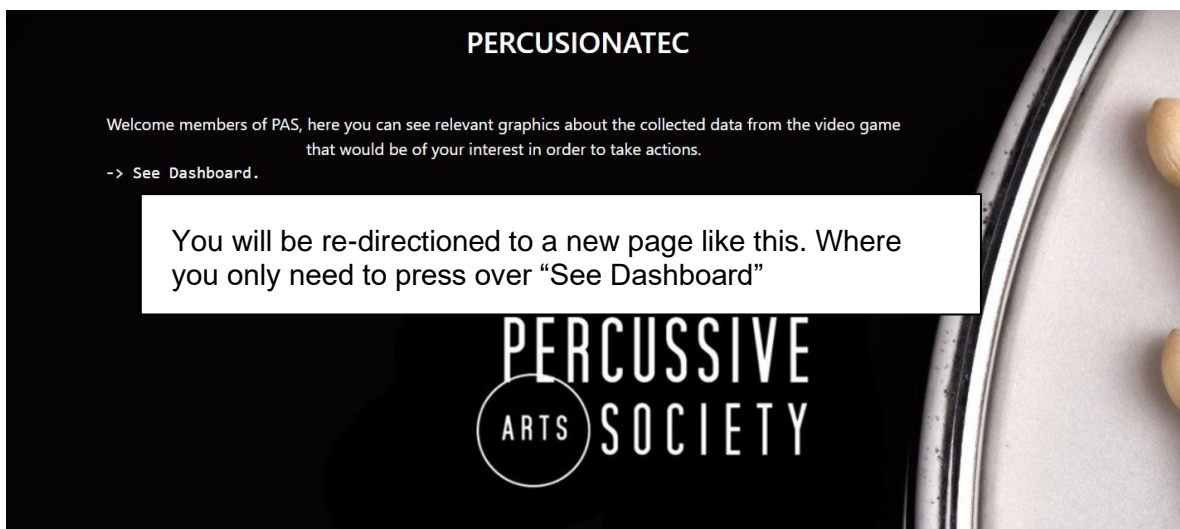 PERCUSIONATEC
Welcome members of PAS, here you can see relevant graphics about the collected data from the video game
that would be of your interest in order to take actions.
-> See Dashboard.
You will be re-directioned to a new page like this. Where
you only need to press over “See Dashboard”
PERCUSSIVE
ARTS SOCIETY